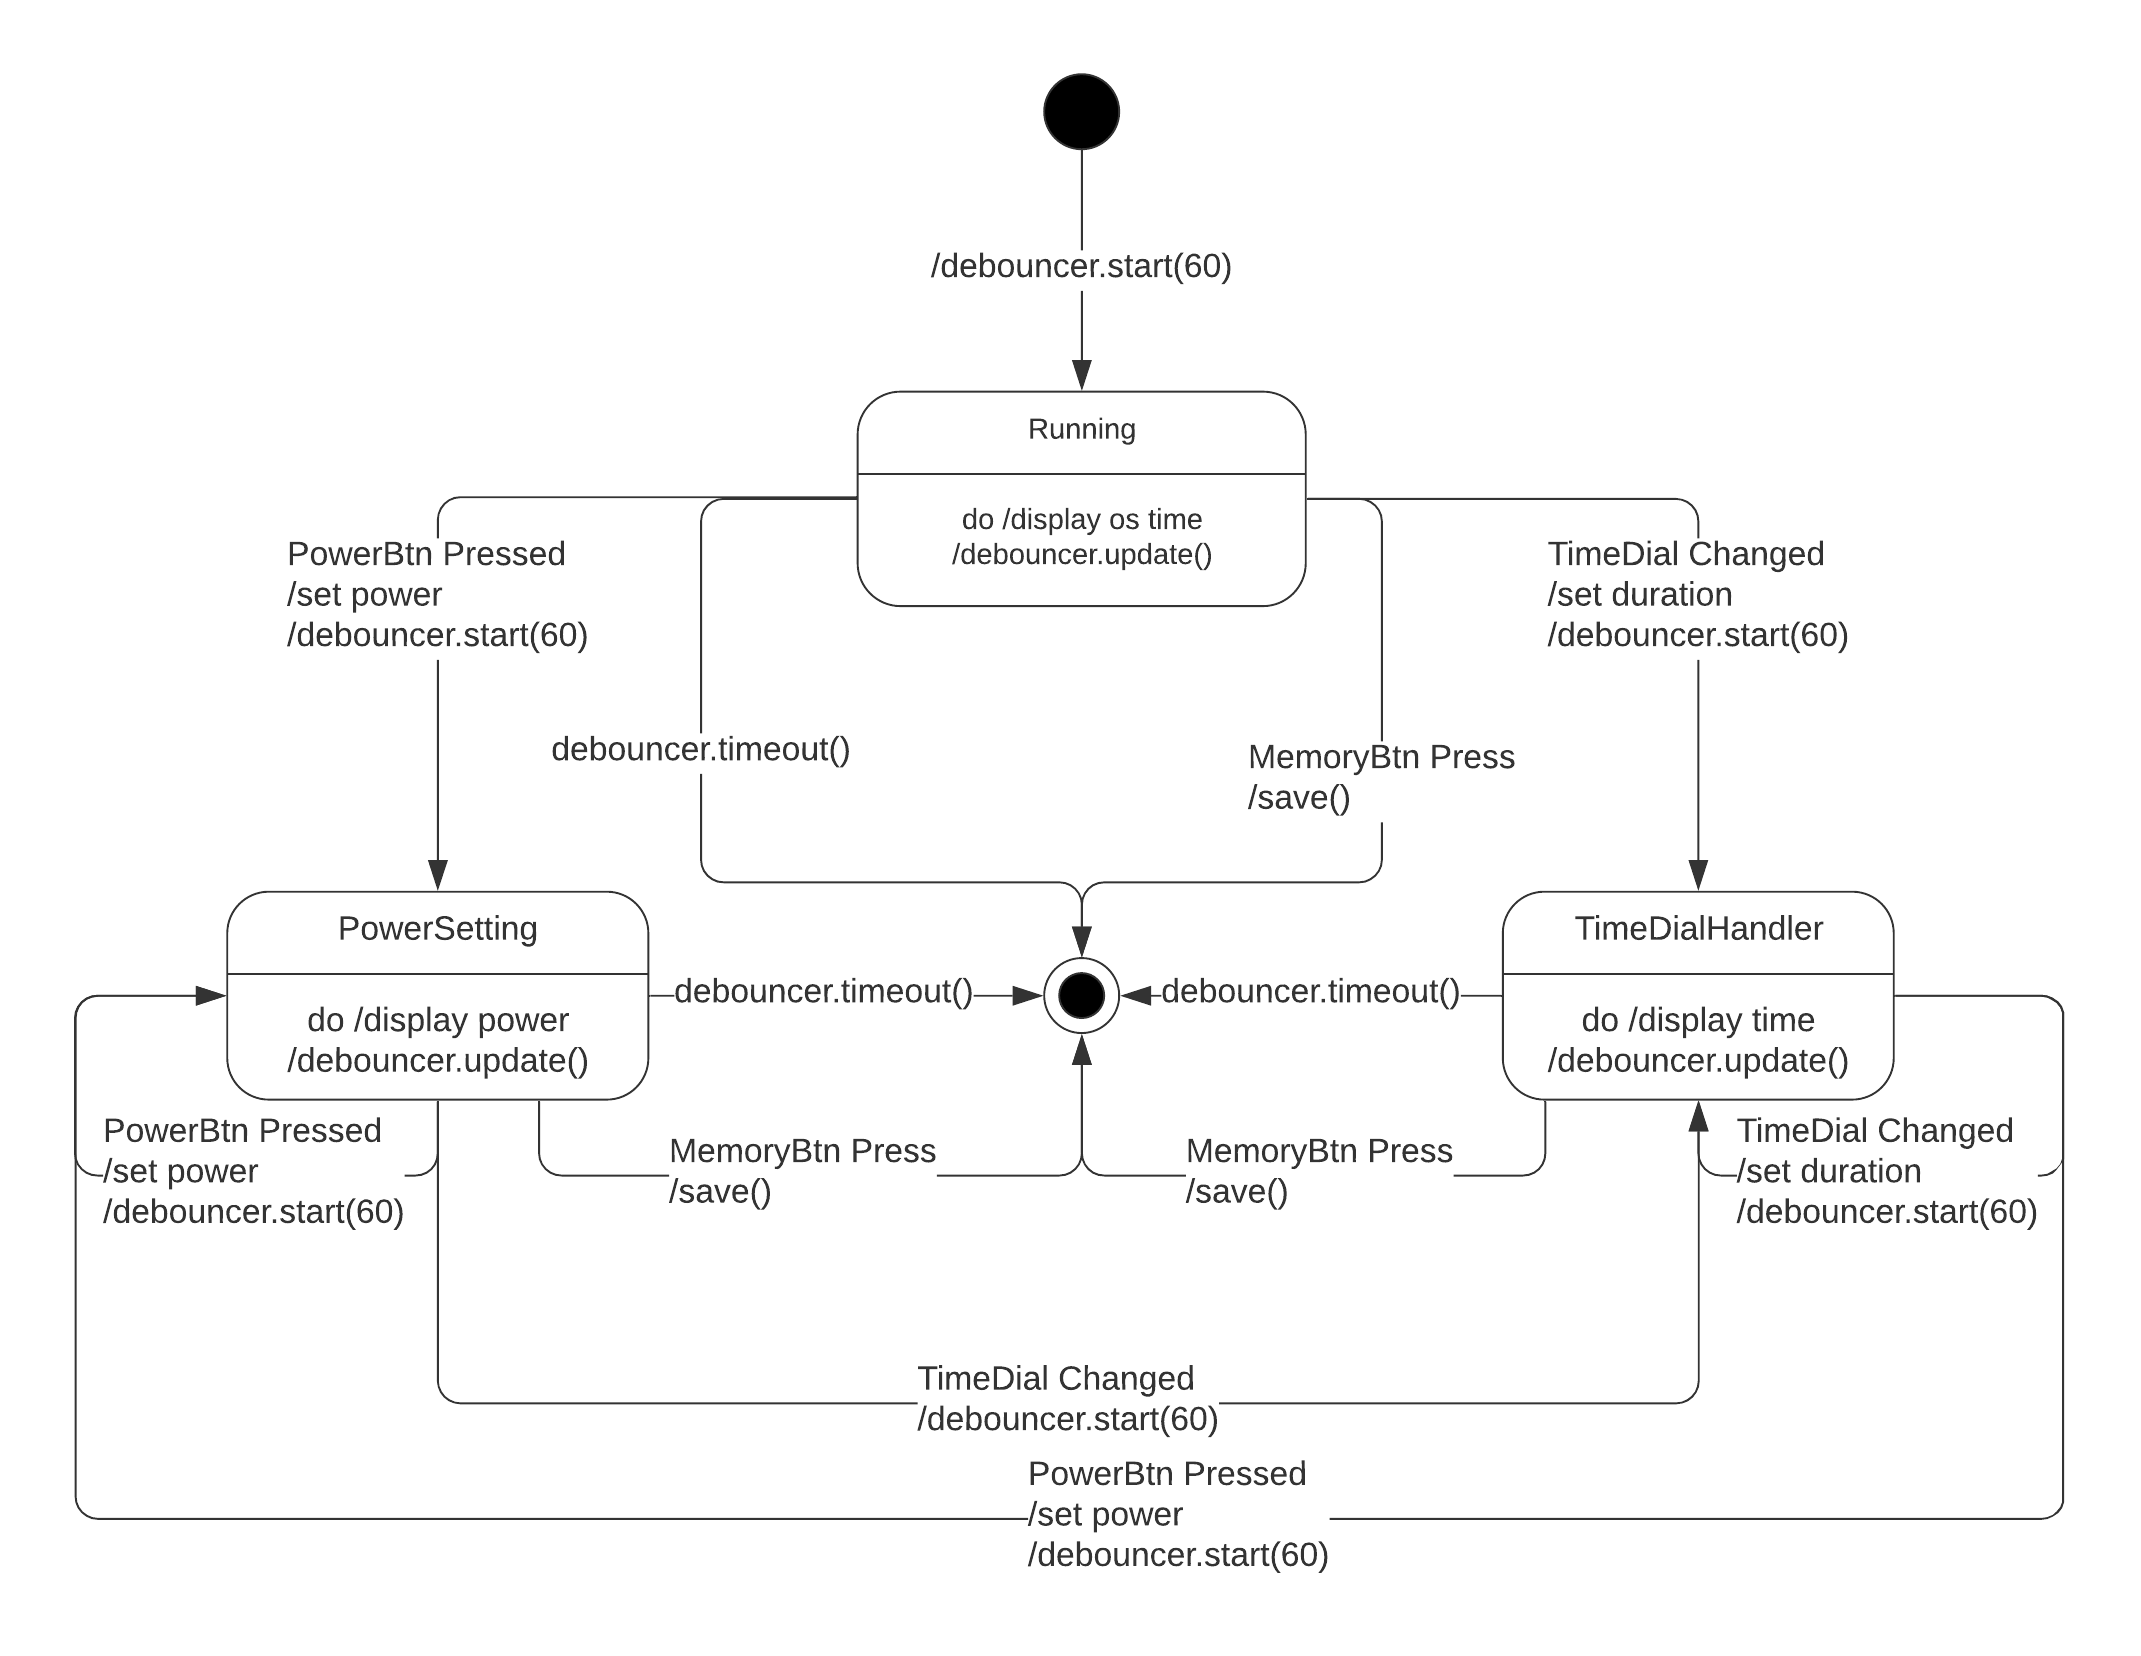 /debouncer.start(60)
Running
do /display os time
/debouncer.update()
PowerBtn Pressed
/set power
/debouncer.start(60)
TimeDial Changed
/set duration
/debouncer.start(60)
debouncer.timeout()
MemoryBtn Press
/save()
PowerSetting
do /display power
/debouncer.update()
debouncer.timeout()
debouncer.timeout()
TimeDialHandler
do /display time
/debouncer.update()
PowerBtn Pressed
/set power
/debouncer.start(60)
MemoryBtn Press
/save()
MemoryBtn Press
/save()
TimeDial Changed
/set duration
/debouncer.start(60)
TimeDial Changed
/debouncer.start(60)
PowerBtn Pressed
/set power
/debouncer.start(60)